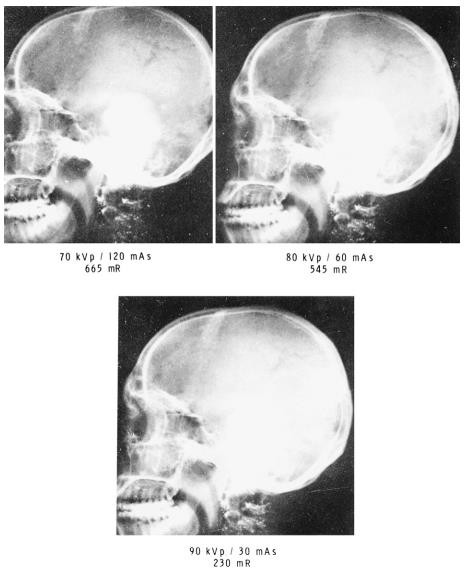 70 kVp / 120 mAs
665 mR
80 kVp / 60 mAs
545 mR
90 kVp / 30 mAs
230 mR